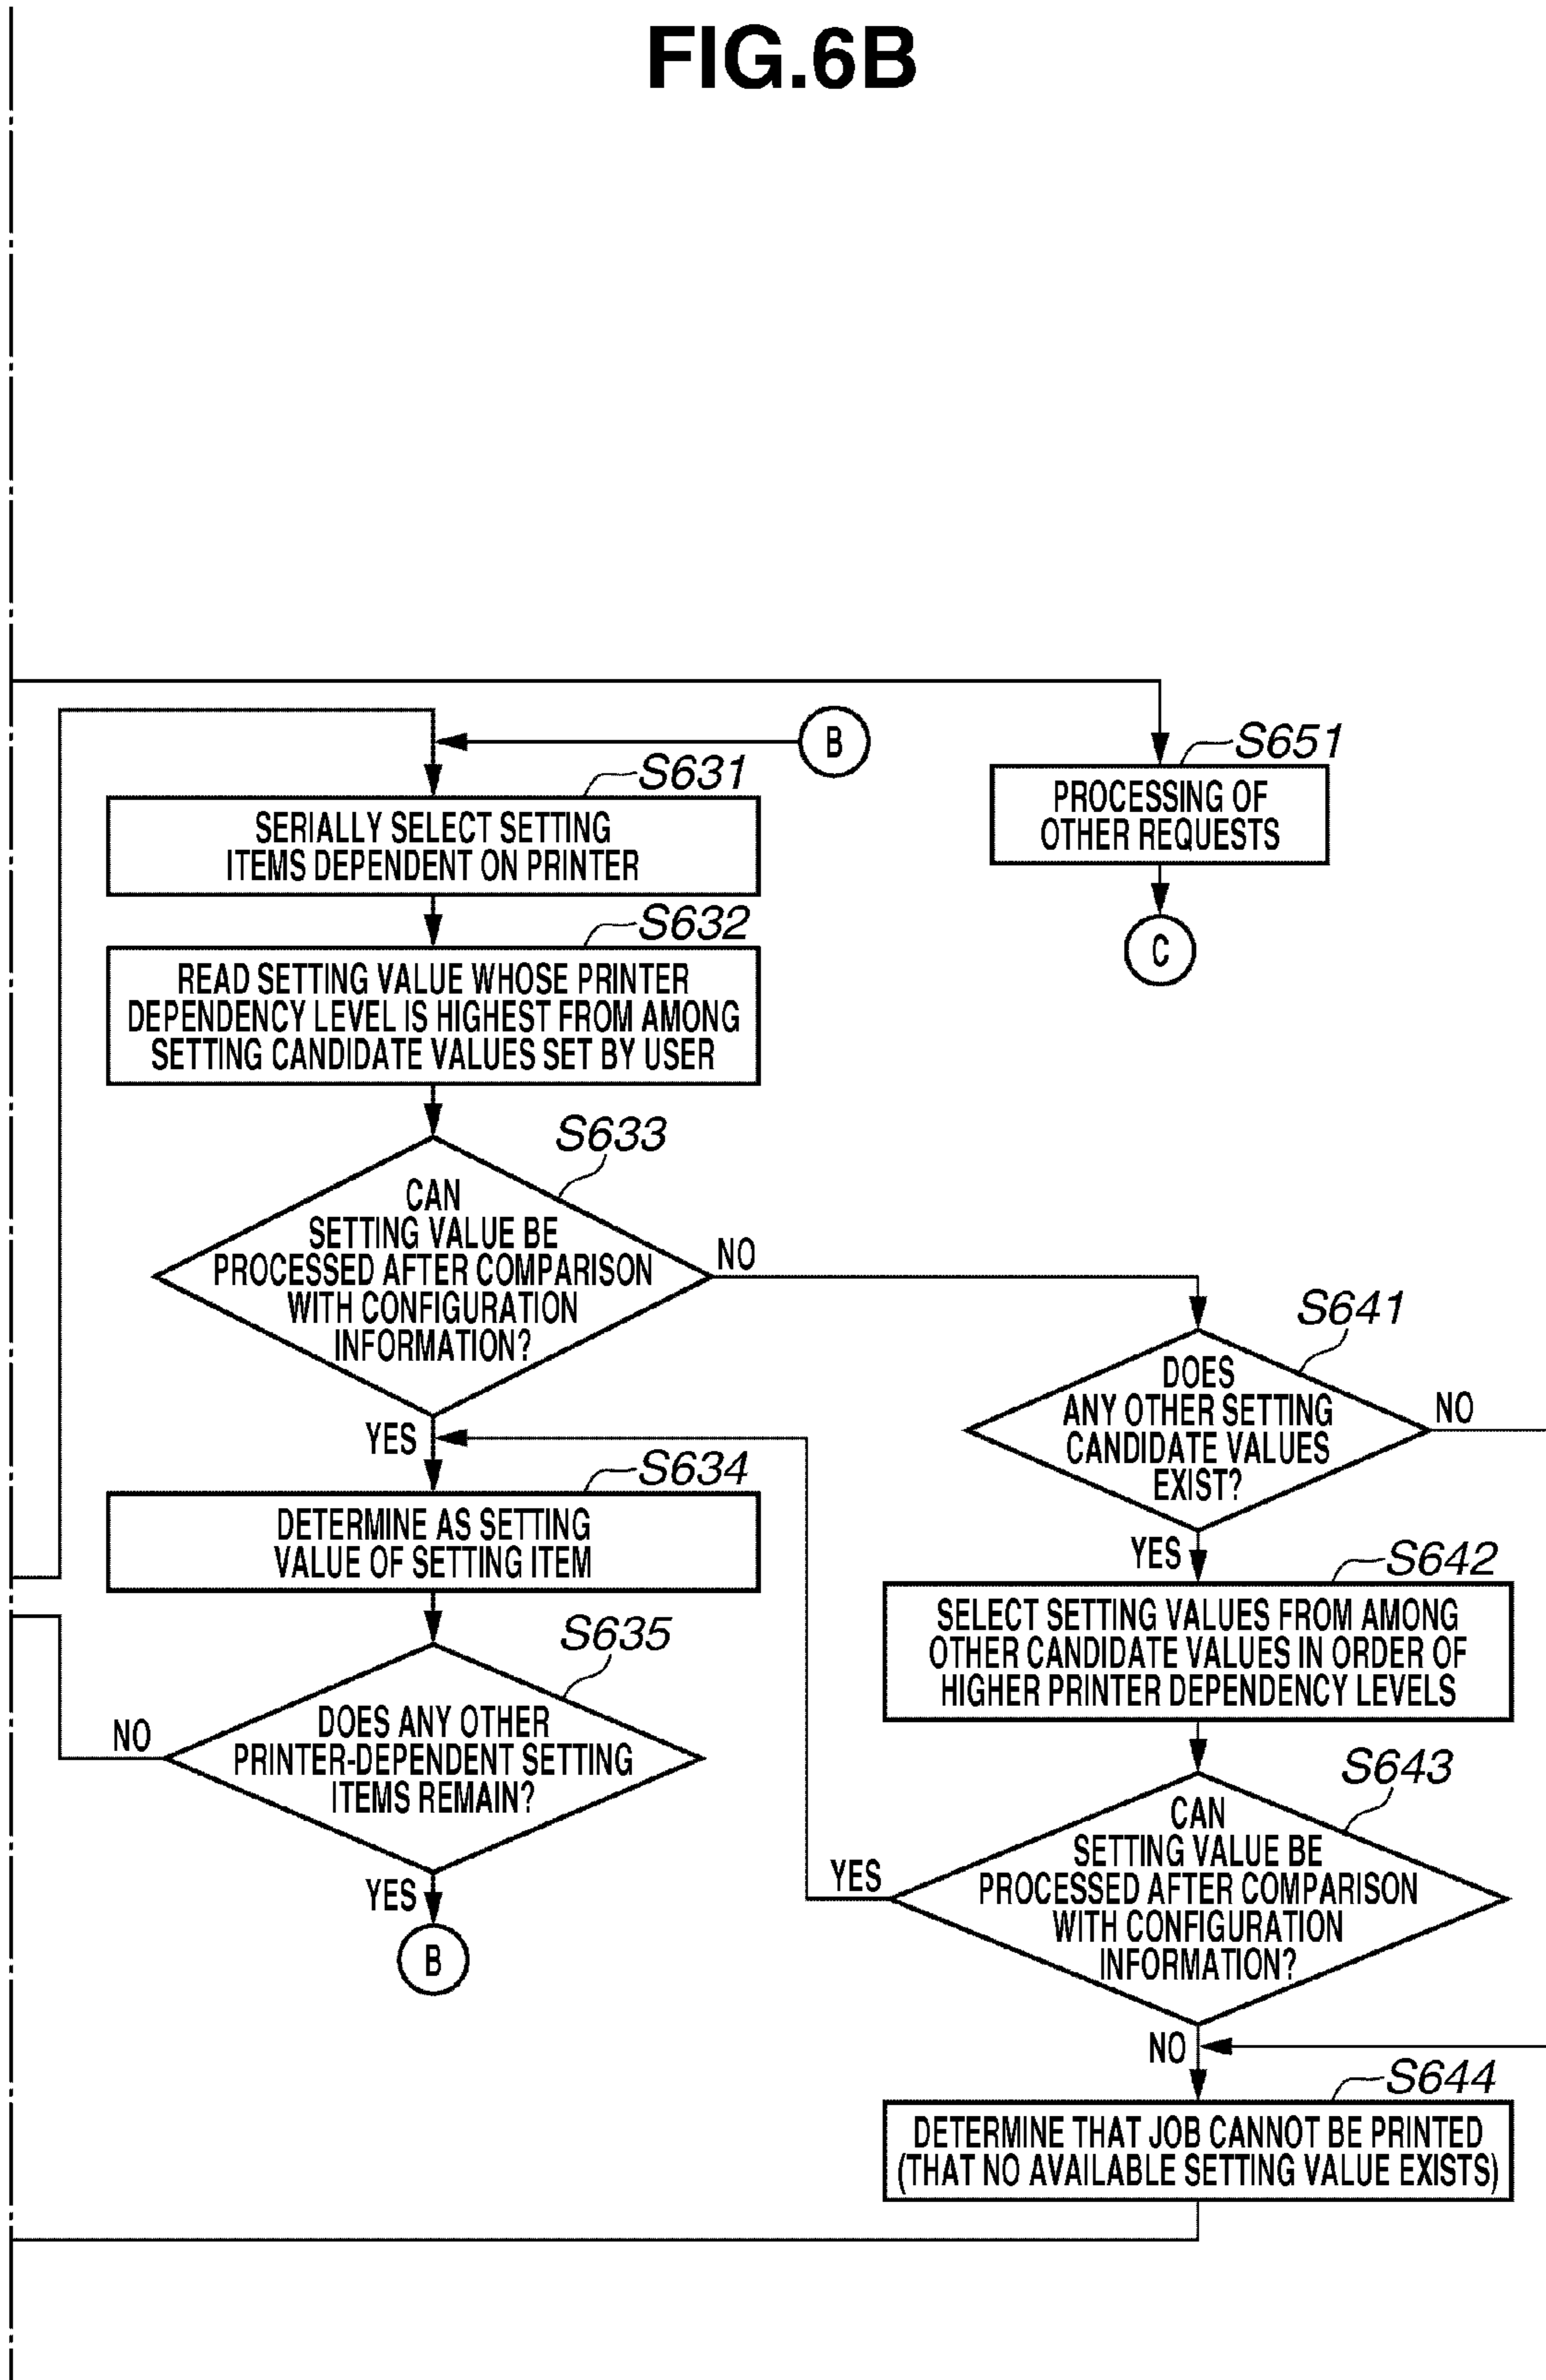 FIG.6B
B
S651
S631
PROCESSING OF
OTHER REQUESTS
SERIALLY SELECT SETTING
ITEMS DEPENDENT ON PRINTER
C
S632
READ SETTING VALUE WHOSE PRINTER
DEPENDENCY LEVEL IS HIGHEST FROM AMONG
SETTING CANDIDATE VALUES SET BY USER
S633
CAN
SETTING VALUE BE
PROCESSED AFTER COMPARISON
WITH CONFIGURATION
INFORMATION?
NO
YES
S641
DOES
ANY OTHER SETTING
CANDIDATE VALUES
EXIST?
NO
YES
S634
DETERMINE AS SETTING
VALUE OF SETTING ITEM
S642
SELECT SETTING VALUES FROM AMONG
OTHER CANDIDATE VALUES IN ORDER OF
HIGHER PRINTER DEPENDENCY LEVELS
S635
DOES ANY OTHER
PRINTER-DEPENDENT SETTING
ITEMS REMAIN?
NO
YES
B
S643
CAN
SETTING VALUE BE
PROCESSED AFTER COMPARISON
WITH CONFIGURATION
INFORMATION?
YES
NO
S644
DETERMINE THAT JOB CANNOT BE PRINTED
(THAT NO AVAILABLE SETTING VALUE EXISTS)